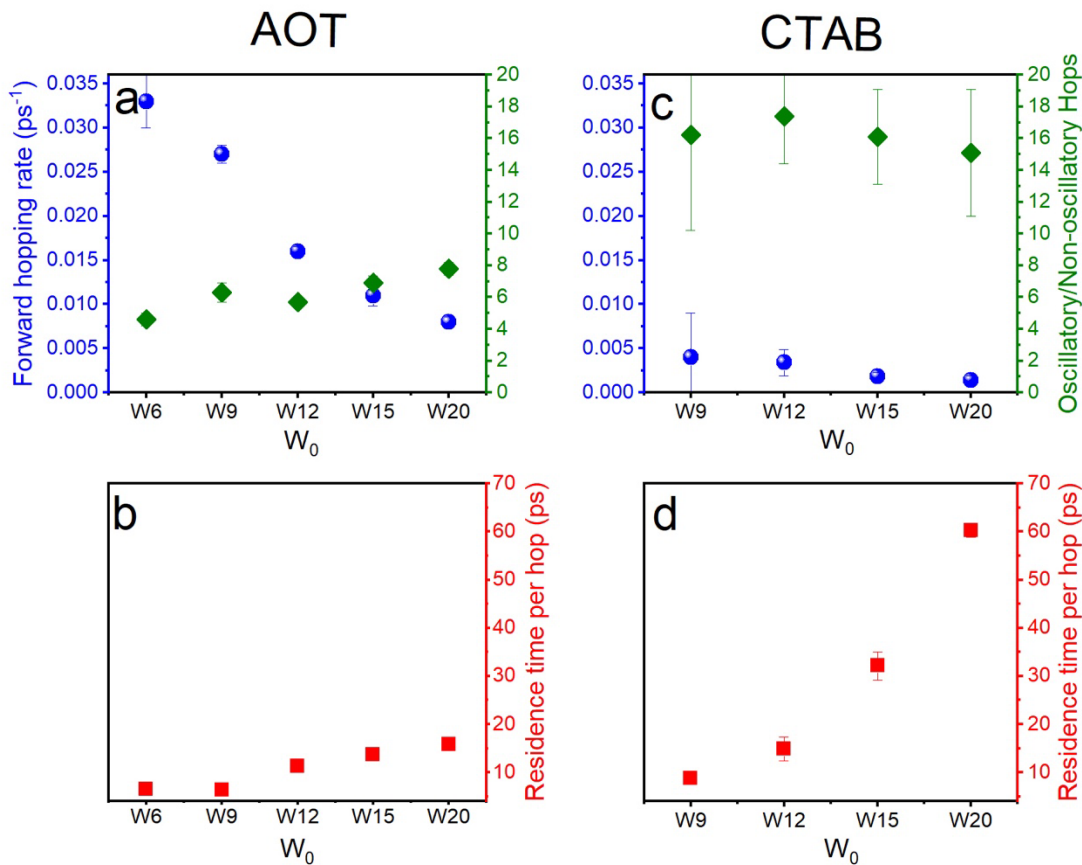 AOT
CTAB
a
Forward hopping rate (ps⁻¹)
0.035
0.030
0.025
0.020
0.015
0.010
0.005
0.000
20
18
16
14
12
10
8
6
4
2
0
W6 W9 W12 W15 W20
W₀
c
0.035
0.030
0.025
0.020
0.015
0.010
0.005
0.000
20
18
16
14
12
10
8
6
4
2
0
Oscillatory/Non-oscillatory Hops
W9 W12 W15 W20
W₀
b
70
60
50
40
30
20
10
Residence time per hop (ps)
W6 W9 W12 W15 W20
W₀
d
70
60
50
40
30
20
10
Residence time per hop (ps)
W9 W12 W15 W20
W₀